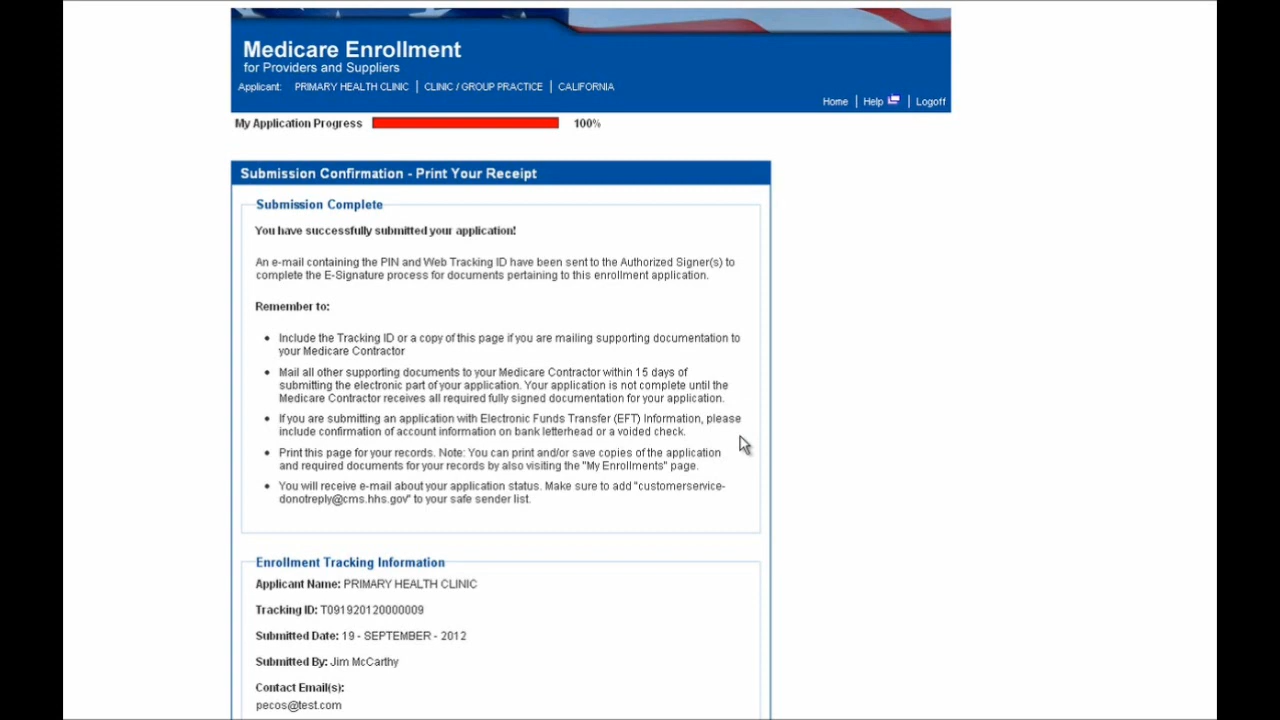 Medicare Enrollment
for Providers and Suppliers
Applicant: PRIMARY HEALTH CLINIC | CLINIC / GROUP PRACTICE | CALIFORNIA
Home | Help | Logoff
My Application Progress 100%
Submission Confirmation - Print Your Receipt
Submission Complete
You have successfully submitted your application!
An e-mail containing the PIN and Web Tracking ID have been sent to the Authorized Signer(s) to
complete the E-Signature process for documents pertaining to this enrollment application.
Remember to:
• Include the Tracking ID or a copy of this page if you are mailing supporting documentation to
your Medicare Contractor
• Mail all other supporting documents to your Medicare Contractor within 15 days of
submitting the electronic part of your application. Your application is not complete until the
Medicare Contractor receives all required fully signed documentation for your application.
• If you are submitting an application with Electronic Funds Transfer (EFT) Information, please
include confirmation of account information on bank letterhead or a voided check.
• Print this page for your records. Note: You can print and/or save copies of the application
and required documents for your records by also visiting the "My Enrollments" page.
• You will receive e-mail about your application status. Make sure to add "customerservice-
donotreply@cms.hhs.gov" to your safe sender list.
Enrollment Tracking Information
Applicant Name: PRIMARY HEALTH CLINIC
Tracking ID: T091920120000009
Submitted Date: 19 - SEPTEMBER - 2012
Submitted By: Jim McCarthy
Contact Email(s):
pecos@test.com